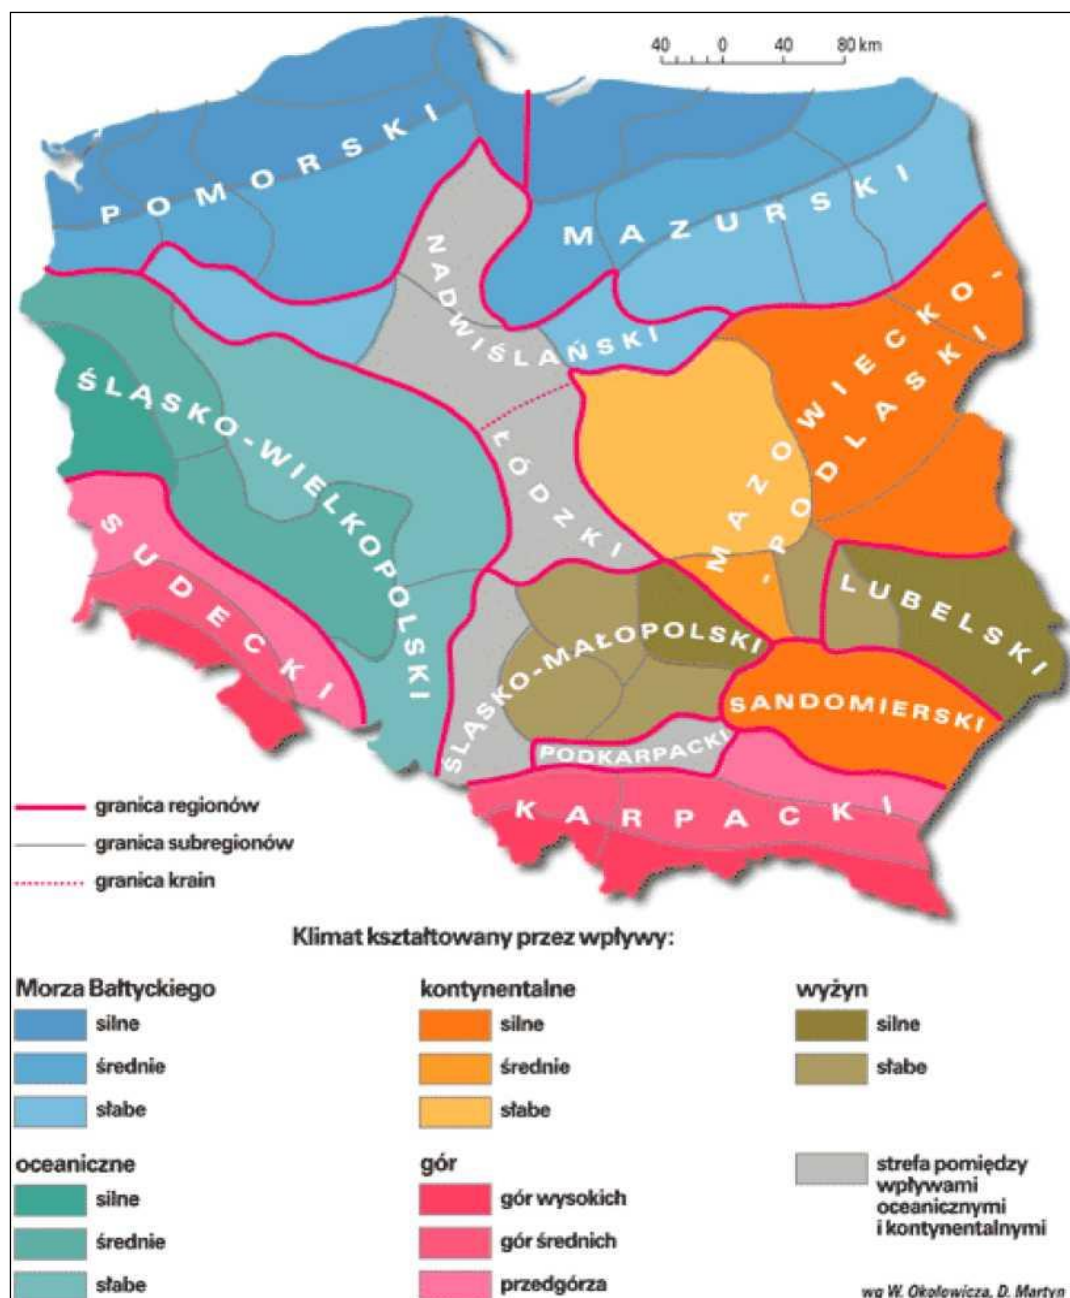 40 0 40 80 km
POMORSKI
MAZURSKI
NADWIŚLAŃSKI
MAZOWIECKO-
-PODLASKI
ŚLĄSKO-WIELKOPOLSKI
ŁÓDZKI
SUDECKI
LUBELSKI
ŚLĄSKO-MAŁOPOLSKI
SANDOMIERSKI
PODKARPACKI
KARPACKI
granica regionów
granica subregionów
granica krain
Klimat kształtowany przez wpływy:
Morza Bałtyckiego
silne
średnie
słabe
kontynentalne
silne
średnie
słabe
wyżyn
silne
słabe
oceaniczne
silne
średnie
słabe
gór
gór wysokich
gór średnich
przedgórza
strefa pomiędzy
wpływami
oceanicznymi
i kontynentalnymi
wg W. Okołowicza, D. Martyn